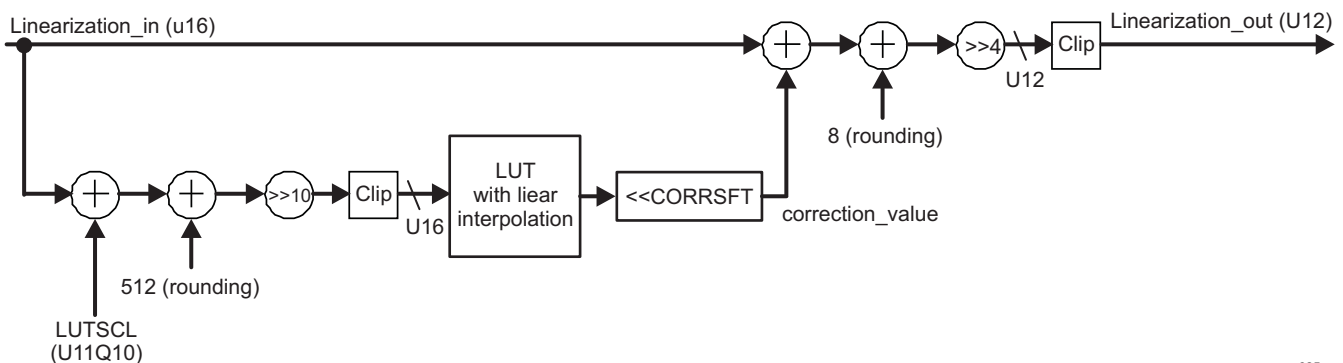 Linearization_in (u16)
Linearization_out (U12)
+
+
>>4
Clip
U12
8 (rounding)
+
+
>>10
Clip
U16
LUT
with liear
interpolation
<<CORRSFT
correction_value
512 (rounding)
LUTSCL
(U11Q10)